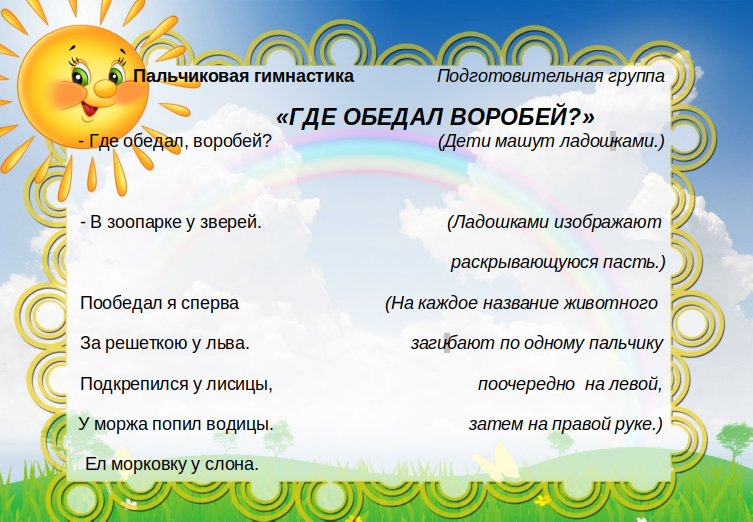 Пальчиковая гимнастика Подготовительная группа
«ГДЕ ОБЕДАЛ ВОРОБЕЙ?»
- Где обедал, воробей? (Дети машут ладошками.)
- В зоопарке у зверей. (Ладошками изображают
раскрывающуюся пасть.)
Пообедал я сперва (На каждое название животного
За решеткою у льва. загибают по одному пальчику
Подкрепился у лисицы, поочередно на левой,
У моржа попил водицы. затем на правой руке.)
Ел морковку у слона.